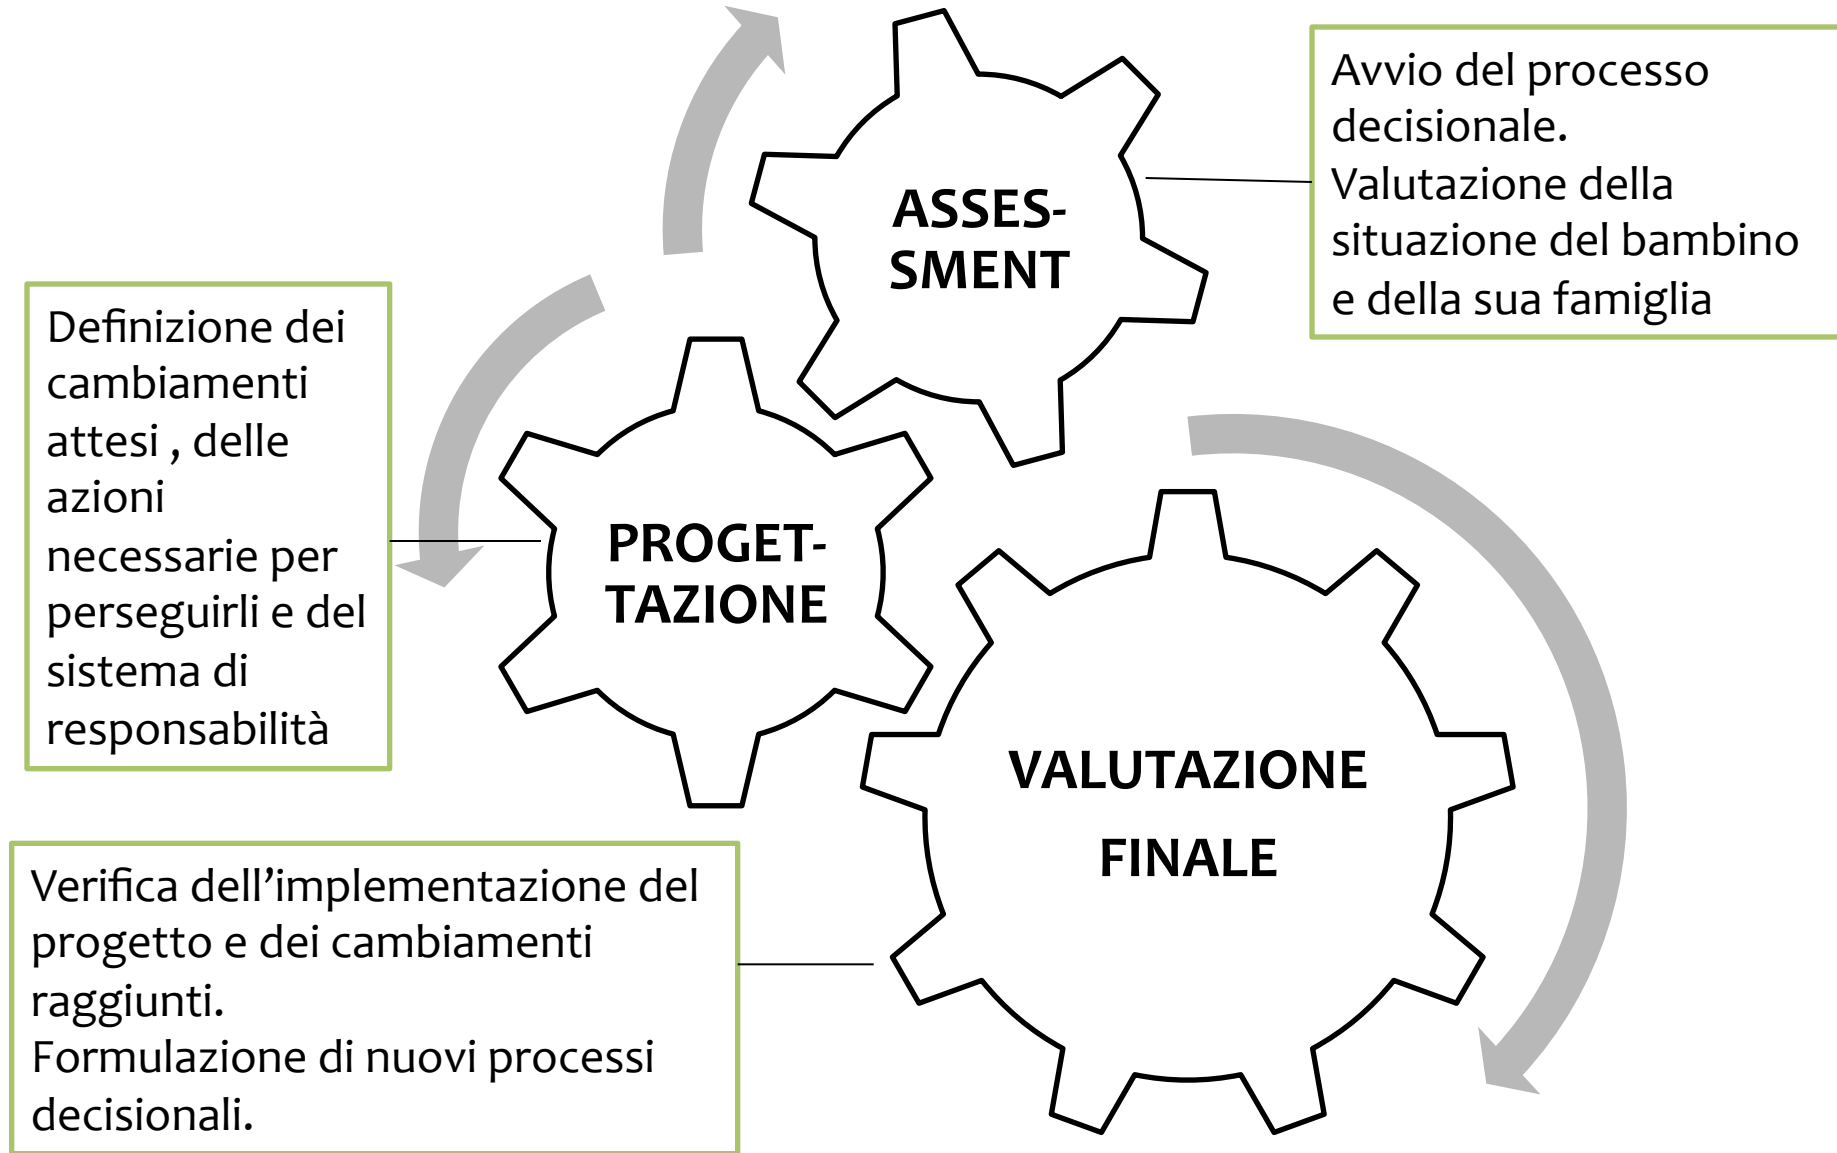 ASSES-
SMENT
Avvio del processo
decisionale.
Valutazione della
situazione del bambino
e della sua famiglia
Definizione dei
cambiamenti
attesi , delle
azioni
necessarie per
perseguirli e del
sistema di
responsabilità
PROGET-
TAZIONE
VALUTAZIONE
FINALE
Verifica dell’implementazione del
progetto e dei cambiamenti
raggiunti.
Formulazione di nuovi processi
decisionali.